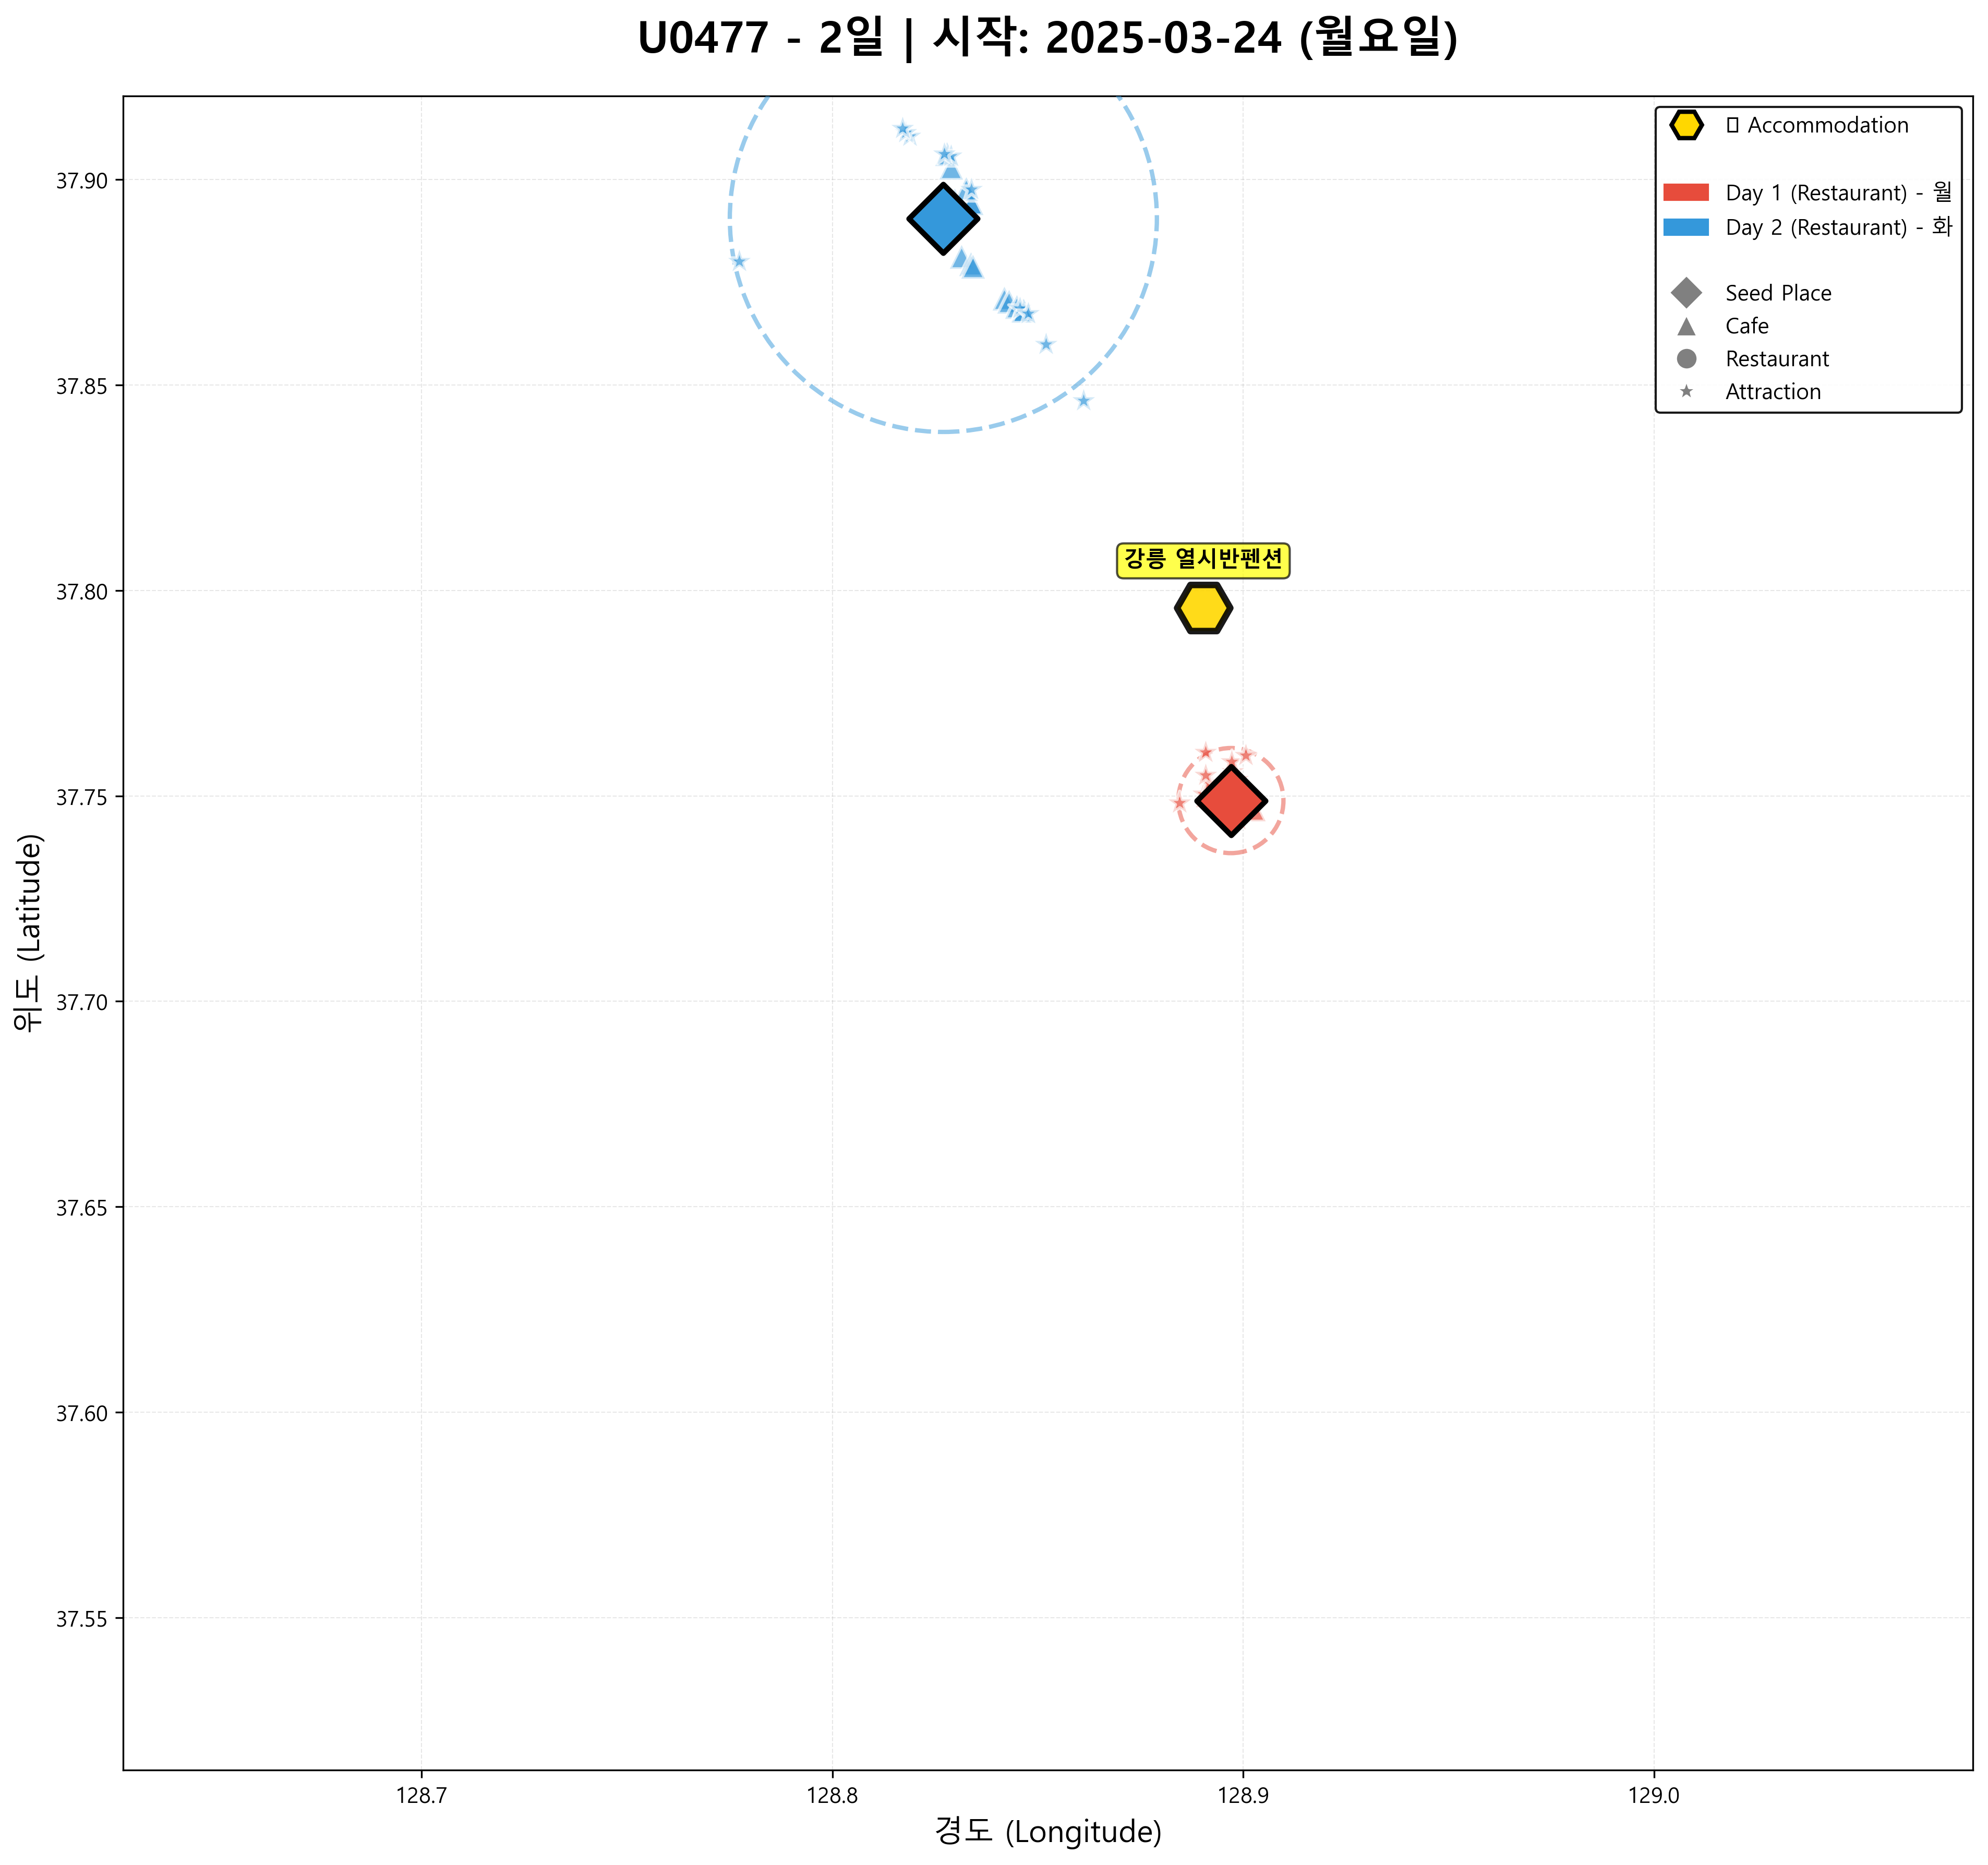 U0477 - 2일 | 시작: 2025-03-24 (월요일)
Accommodation
Day 1 (Restaurant) - 월
Day 2 (Restaurant) - 화
Seed Place
Cafe
Restaurant
Attraction
강릉 열시반펜션
37.90
37.85
37.80
37.75
37.70
37.65
37.60
37.55
위도 (Latitude)
128.7
128.8
128.9
129.0
경도 (Longitude)